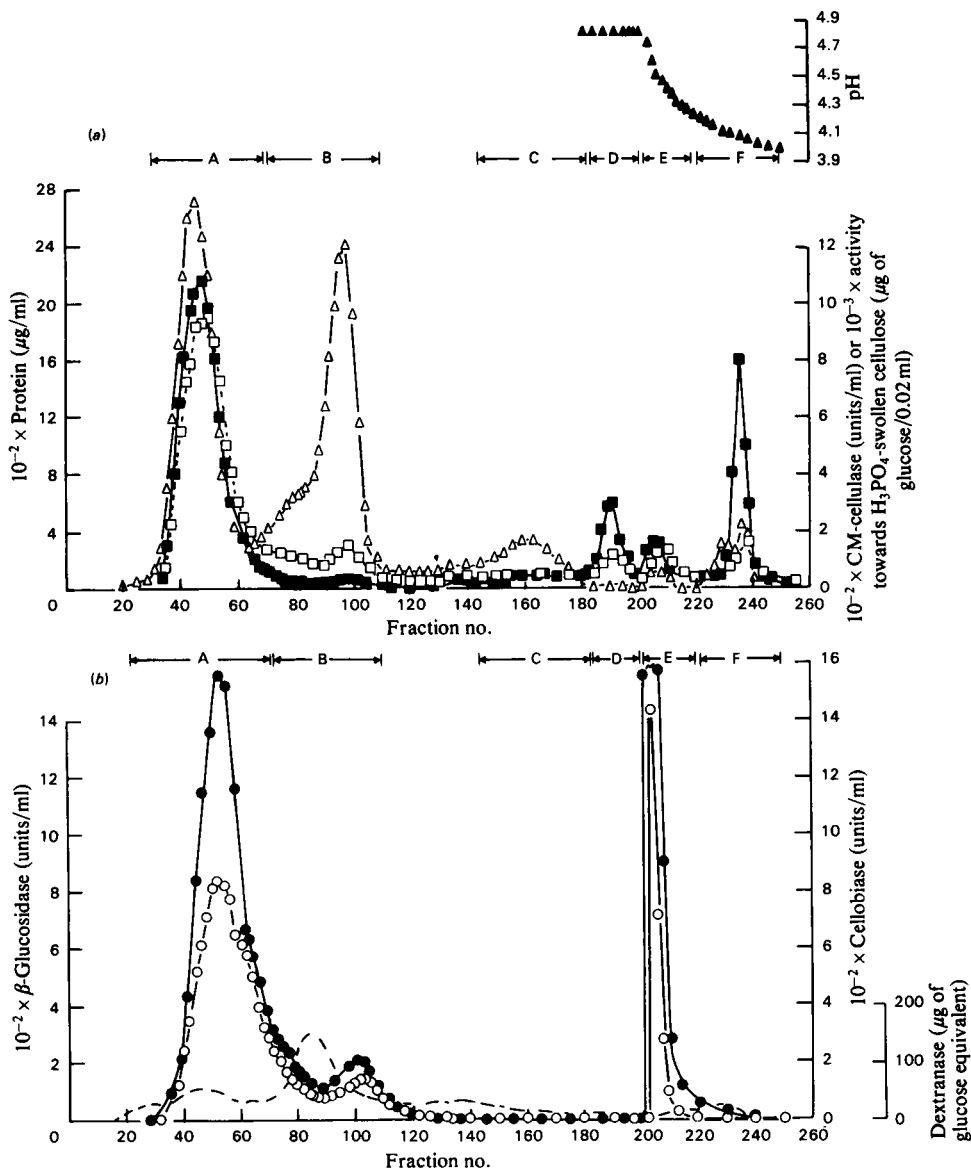 4.9
4.7
4.5
4.3
4.1
3.9
pH
(a)
A B C D E F
28
24
20
16
12
8
4
0
10⁻² × Protein (μg/ml)
12
10
8
6
4
2
0
10⁻² × CM-cellulase (units/ml) or 10⁻³ × activity
towards H₃PO₄-swollen cellulose (μg of
glucose/0.02 ml)
20 40 60 80 100 120 140 160 180 200 220 240 260
Fraction no.
(b)
A B C D E F
14
12
10
8
6
4
2
0
10⁻² × β-Glucosidase (units/ml)
16
14
12
10
8
6
4
2
0
10⁻² × Cellobiase (units/ml)
200
100
0
Dextranase (μg of
glucose equivalent)
20 40 60 80 100 120 140 160 180 200 220 240 260
Fraction no.